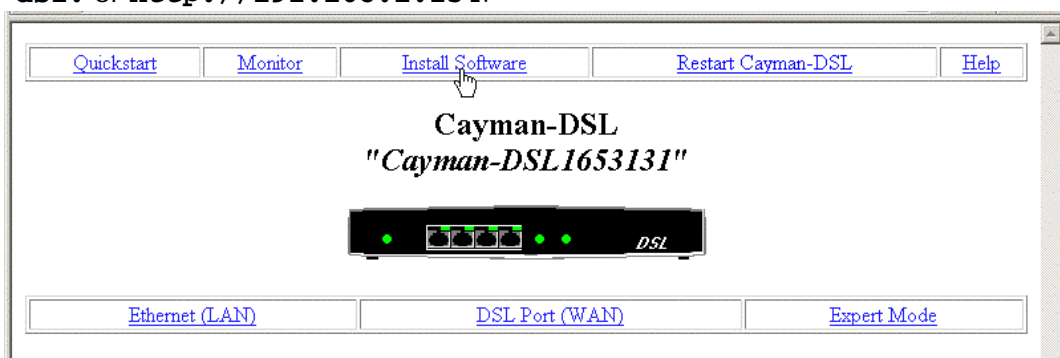 Quickstart Monitor Install Software Restart Cayman-DSL Help
Cayman-DSL
"Cayman-DSL1653131"
DSL
Ethernet (LAN) DSL Port (WAN) Expert Mode